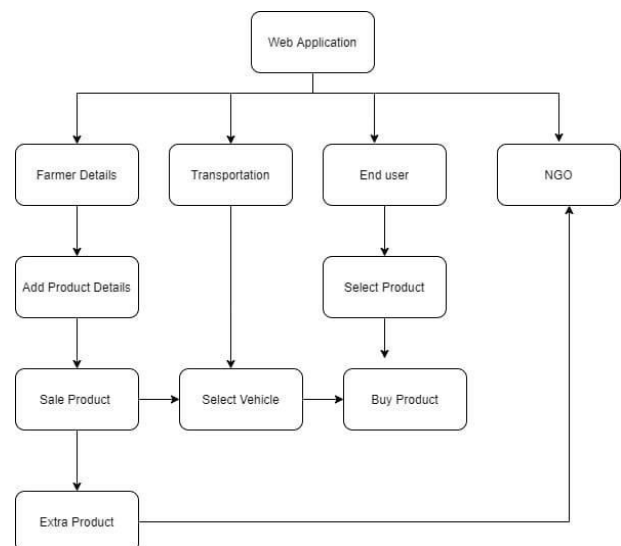 Web Application
Farmer Details
Transportation
End user
NGO
Add Product Details
Select Product
Sale Product
Select Vehicle
Buy Product
Extra Product